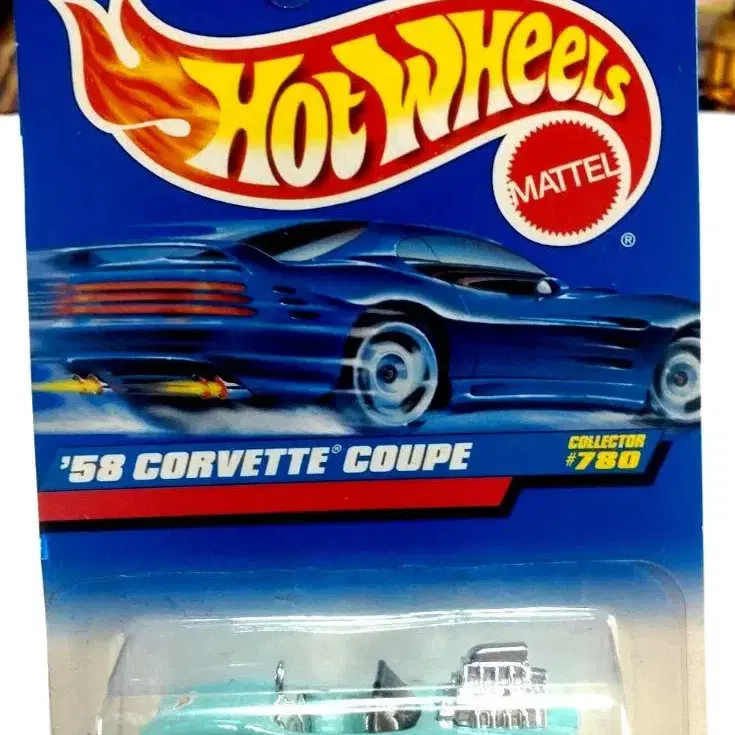 HOT WHEELS
MATTEL
®
'58 CORVETTE® COUPE
COLLECTOR
#780